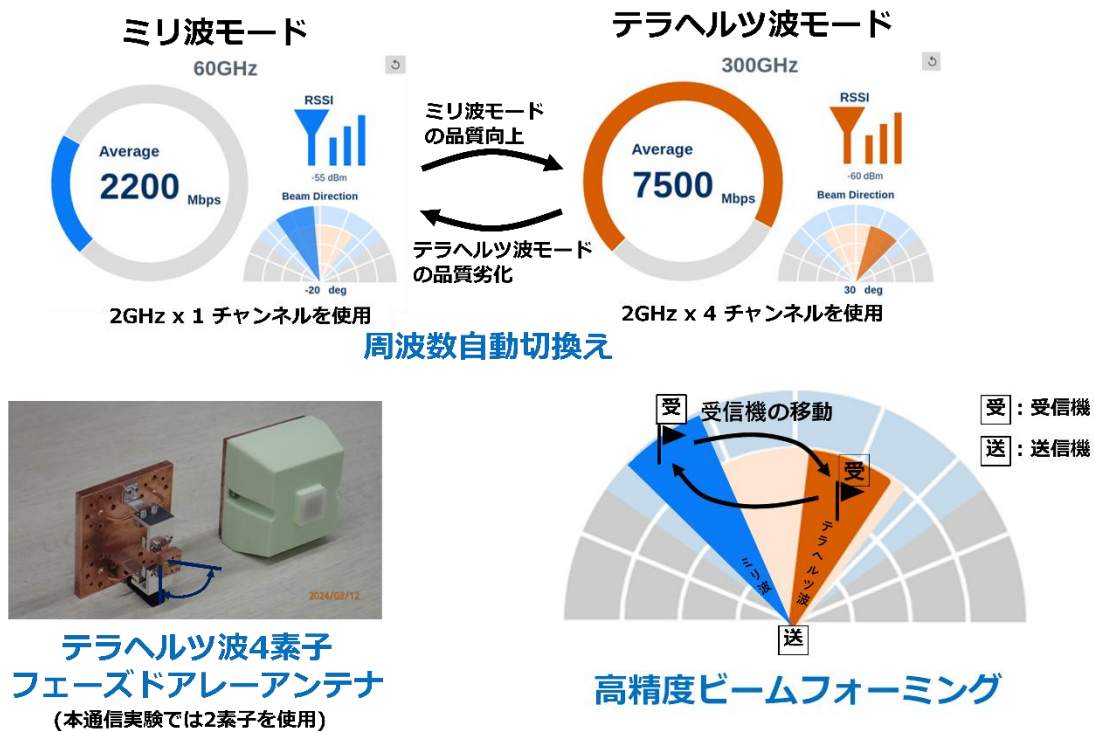 ミリ波モード
60GHz
Average
2200 Mbps
RSSI
-55 dBm
Beam Direction
-20 deg
2GHz x 1 チャンネルを使用
ミリ波モード
の品質向上
テラヘルツ波モード
の品質劣化
テラヘルツ波モード
300GHz
Average
7500 Mbps
RSSI
-60 dBm
Beam Direction
30 deg
2GHz x 4 チャンネルを使用
周波数自動切換え
2024/03/12
テラヘルツ波4素子
フェーズドアレーアンテナ
(本通信実験では2素子を使用)
受
受信機の移動
受
ミリ波
テラヘルツ波
送
受:受信機
送:送信機
高精度ビームフォーミング